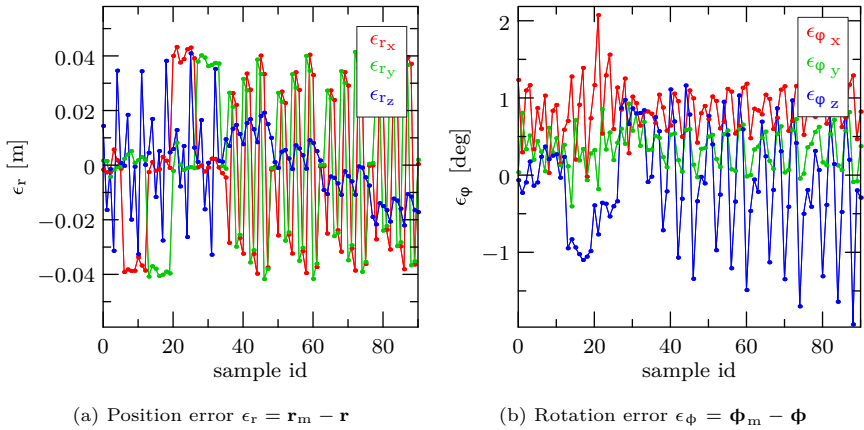 0.04
0.02
0
−0.02
−0.04
ϵr [m]
ϵrx
ϵry
ϵrz
0 20 40 60 80
sample id
(a) Position error ϵr = rm − r
2
1
0
−1
ϵφ [deg]
ϵφ x
ϵφ y
ϵφ z
0 20 40 60 80
sample id
(b) Rotation error ϵϕ = ϕm − ϕ